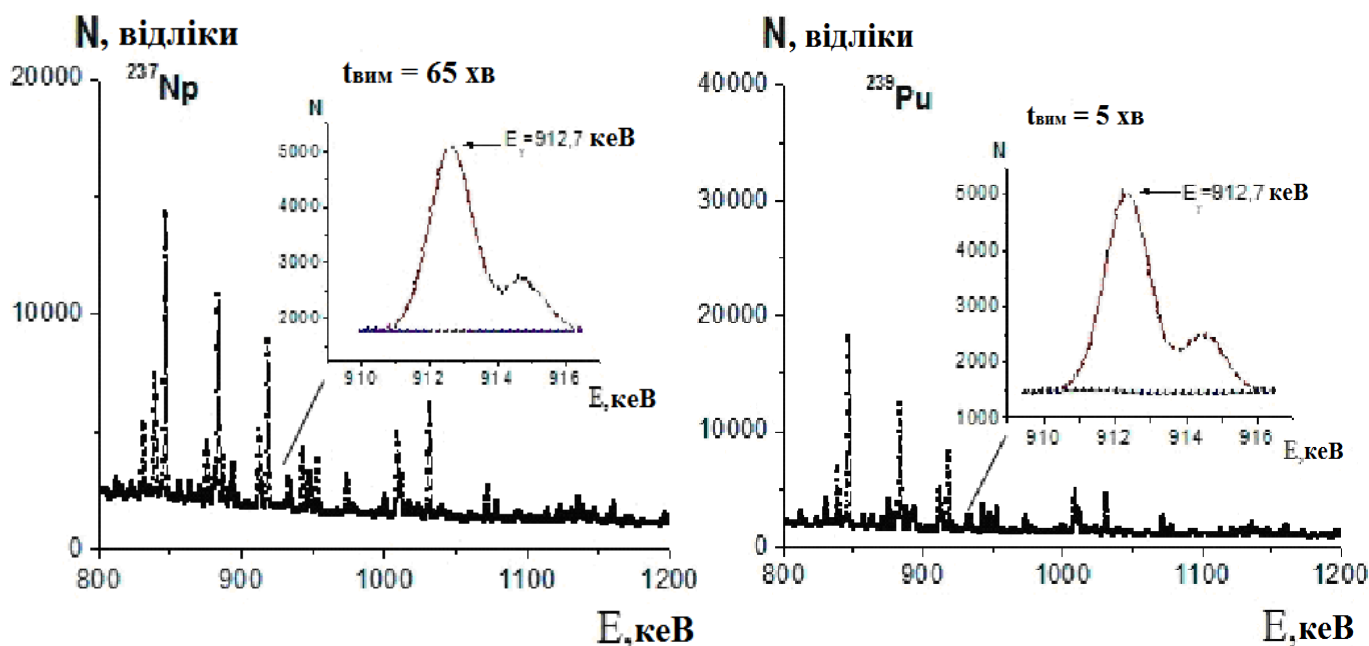 N, відліки
20000
10000
0
²³⁷Np
tвим = 65 хв
N
5000
4000
3000
2000
Eγ=912,7 кеВ
910 912 914 916
E,кеВ
800 900 1000 1100 1200
E,кеВ
N, відліки
40000
30000
20000
10000
0
²³⁹Pu
tвим = 5 хв
N
5000
4000
3000
2000
1000
Eγ=912,7 кеВ
910 912 914 916
E,кеВ
800 900 1000 1100 1200
E,кеВ